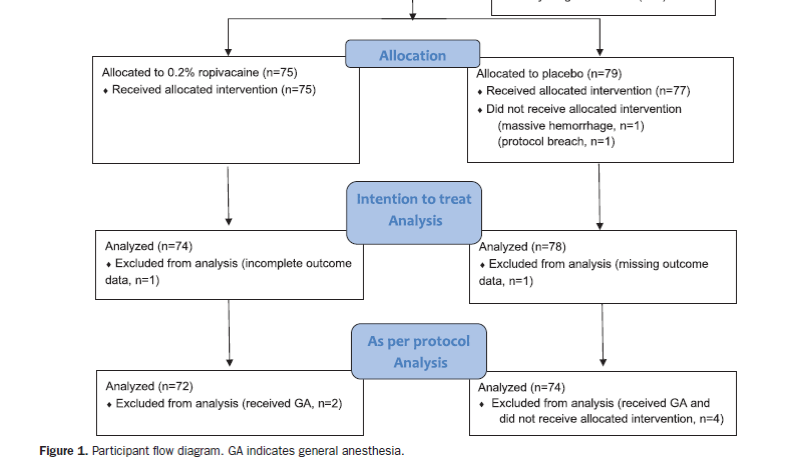 Allocation
Allocated to 0.2% ropivacaine (n=75)
♦ Received allocated intervention (n=75)
Allocated to placebo (n=79)
♦ Received allocated intervention (n=77)
♦ Did not receive allocated intervention
(massive hemorrhage, n=1)
(protocol breach, n=1)
Intention to treat
Analysis
Analyzed (n=74)
♦ Excluded from analysis (incomplete outcome
data, n=1)
Analyzed (n=78)
♦ Excluded from analysis (missing outcome
data, n=1)
As per protocol
Analysis
Analyzed (n=72)
♦ Excluded from analysis (received GA, n=2)
Analyzed (n=74)
♦ Excluded from analysis (received GA and
did not receive allocated intervention, n=4)
Figure 1. Participant flow diagram. GA indicates general anesthesia.